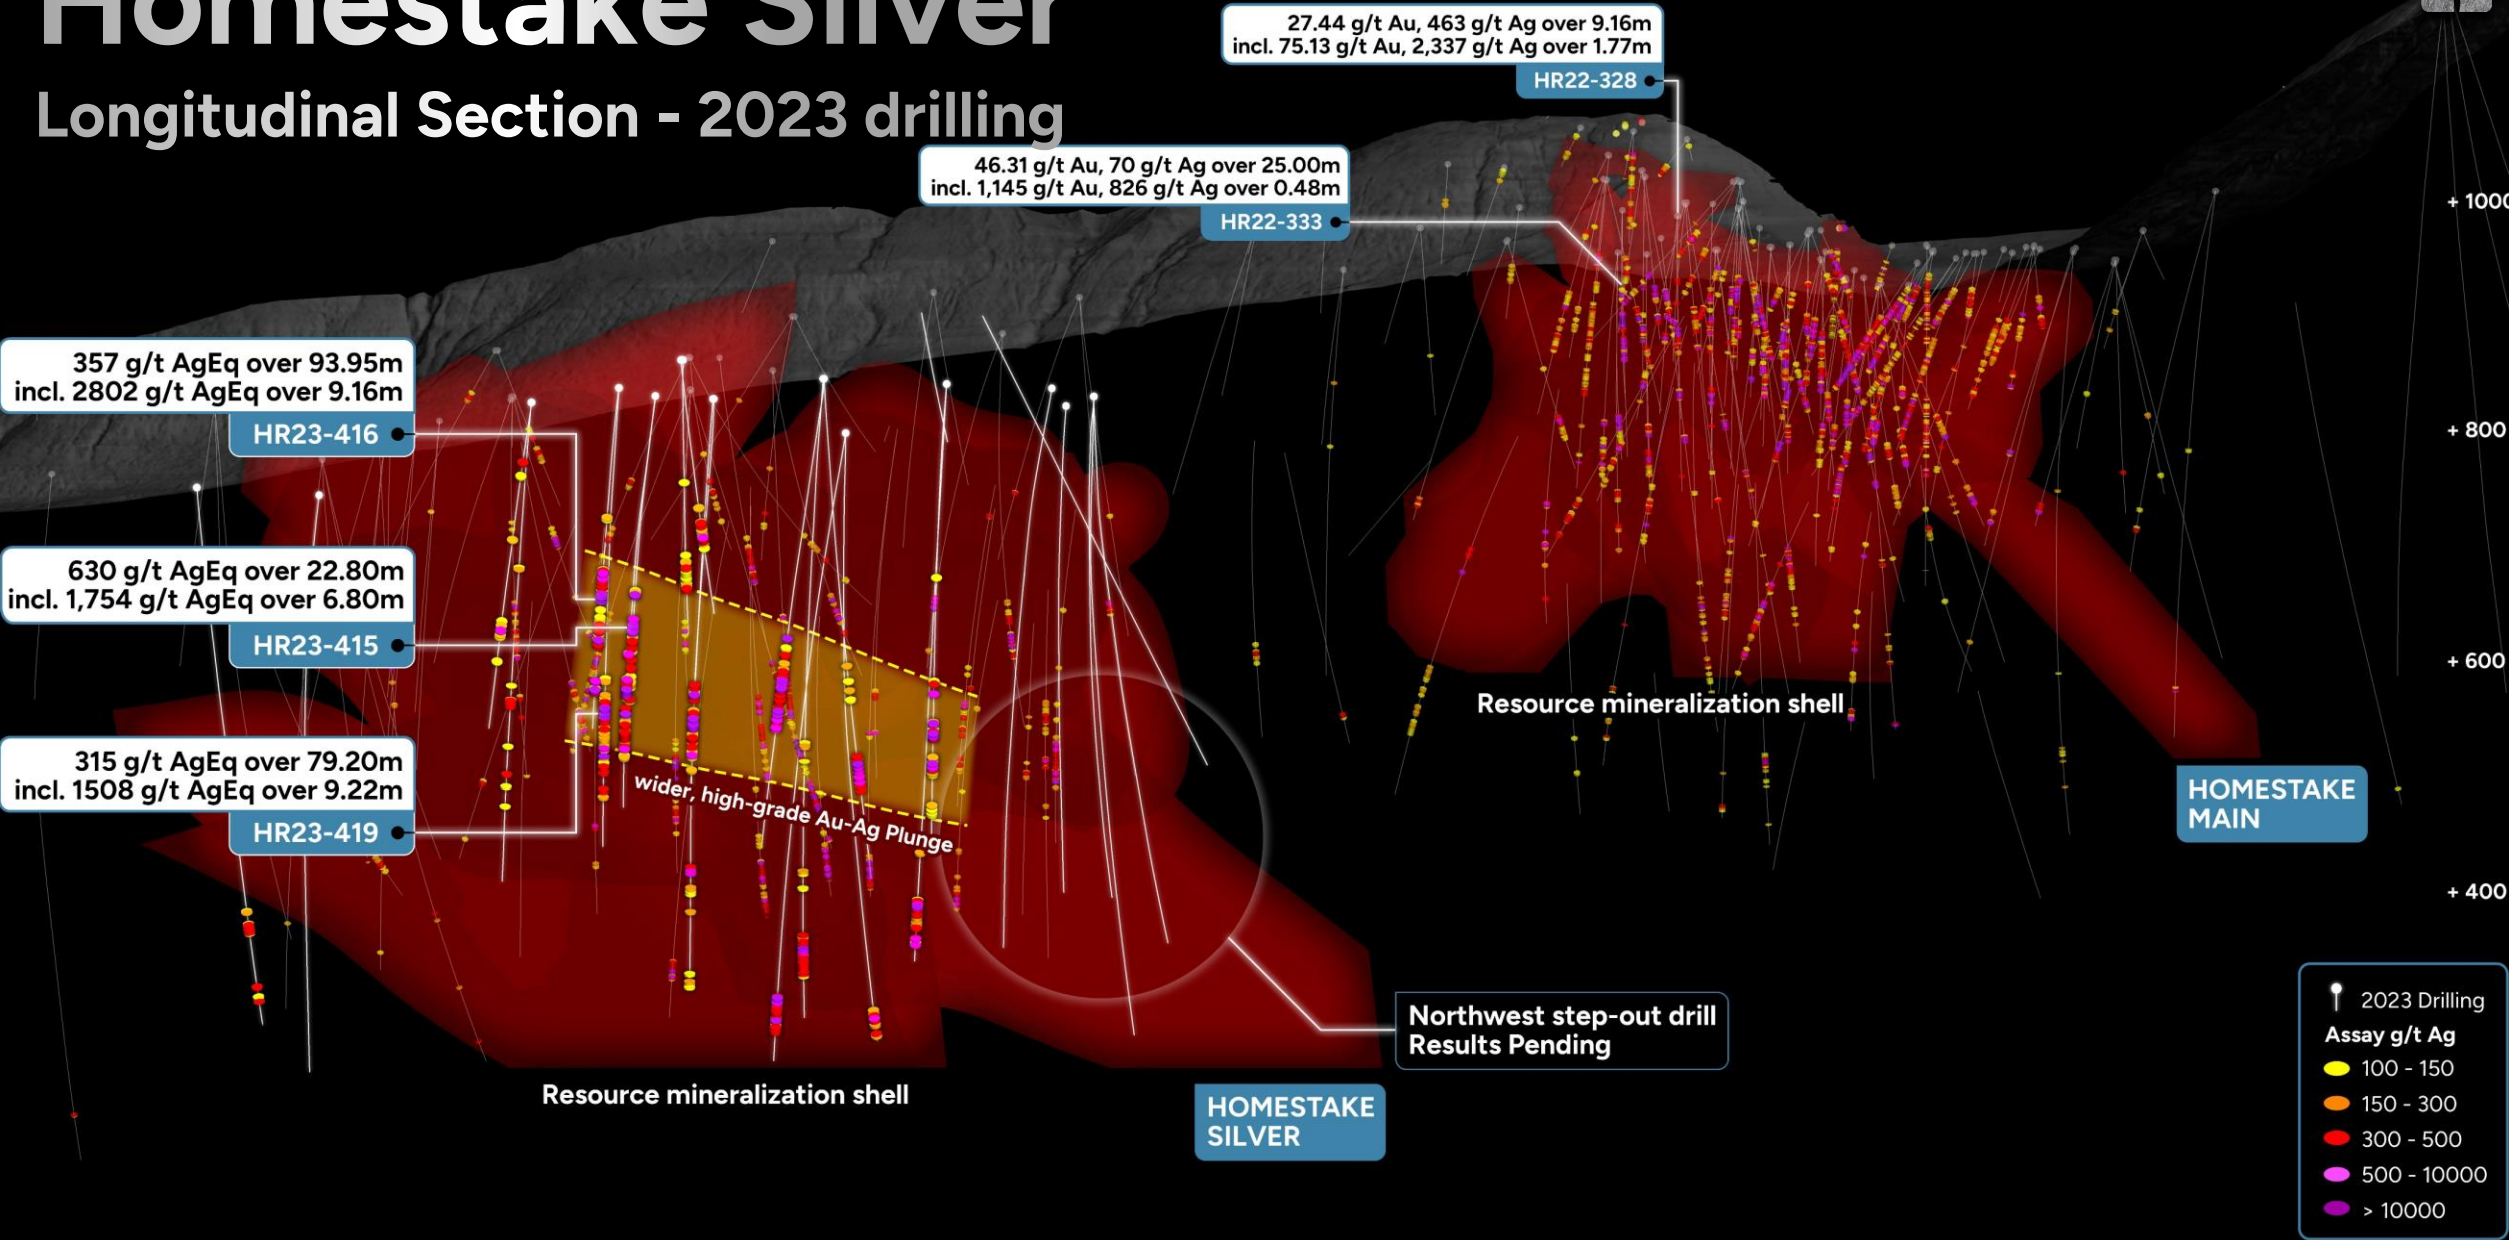 Homestake Silver
Longitudinal Section - 2023 drilling
27.44 g/t Au, 463 g/t Ag over 9.16m
incl. 75.13 g/t Au, 2,337 g/t Ag over 1.77m
HR22-328
46.31 g/t Au, 70 g/t Ag over 25.00m
incl. 1,145 g/t Au, 826 g/t Ag over 0.48m
HR22-333
357 g/t AgEq over 93.95m
incl. 2802 g/t AgEq over 9.16m
HR23-416
630 g/t AgEq over 22.80m
incl. 1,754 g/t AgEq over 6.80m
HR23-415
315 g/t AgEq over 79.20m
incl. 1508 g/t AgEq over 9.22m
HR23-419
wider, high-grade Au-Ag Plunge
Resource mineralization shell
Resource mineralization shell
HOMESTAKE
MAIN
Northwest step-out drill
Results Pending
HOMESTAKE
SILVER
+ 1000
+ 800
+ 600
+ 400
2023 Drilling
Assay g/t Ag
100 - 150
150 - 300
300 - 500
500 - 10000
> 10000